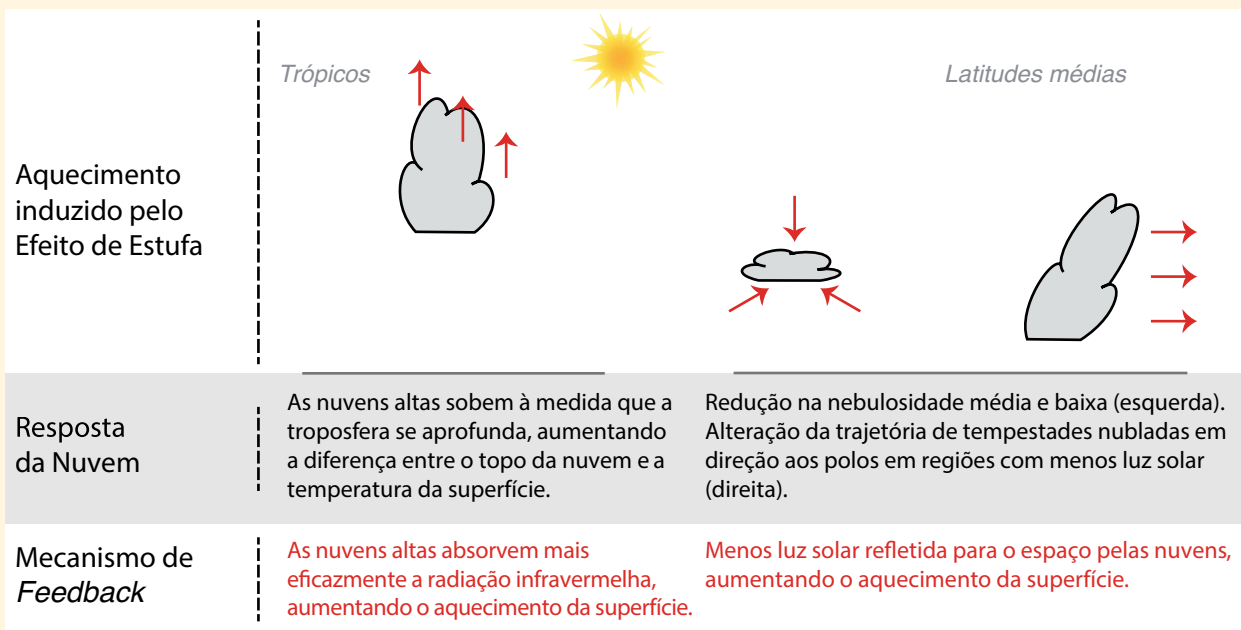 Trópicos
Latitudes médias
Aquecimento
induzido pelo
Efeito de Estufa
Resposta
da Nuvem
As nuvens altas sobem à medida que a
troposfera se aprofunda, aumentando
a diferença entre o topo da nuvem e a
temperatura da superfície.
Redução na nebulosidade média e baixa (esquerda).
Alteração da trajetória de tempestades nubladas em
direção aos polos em regiões com menos luz solar
(direita).
Mecanismo de
Feedback
As nuvens altas absorvem mais
eficazmente a radiação infravermelha,
aumentando o aquecimento da superfície.
Menos luz solar refletida para o espaço pelas nuvens,
aumentando o aquecimento da superfície.